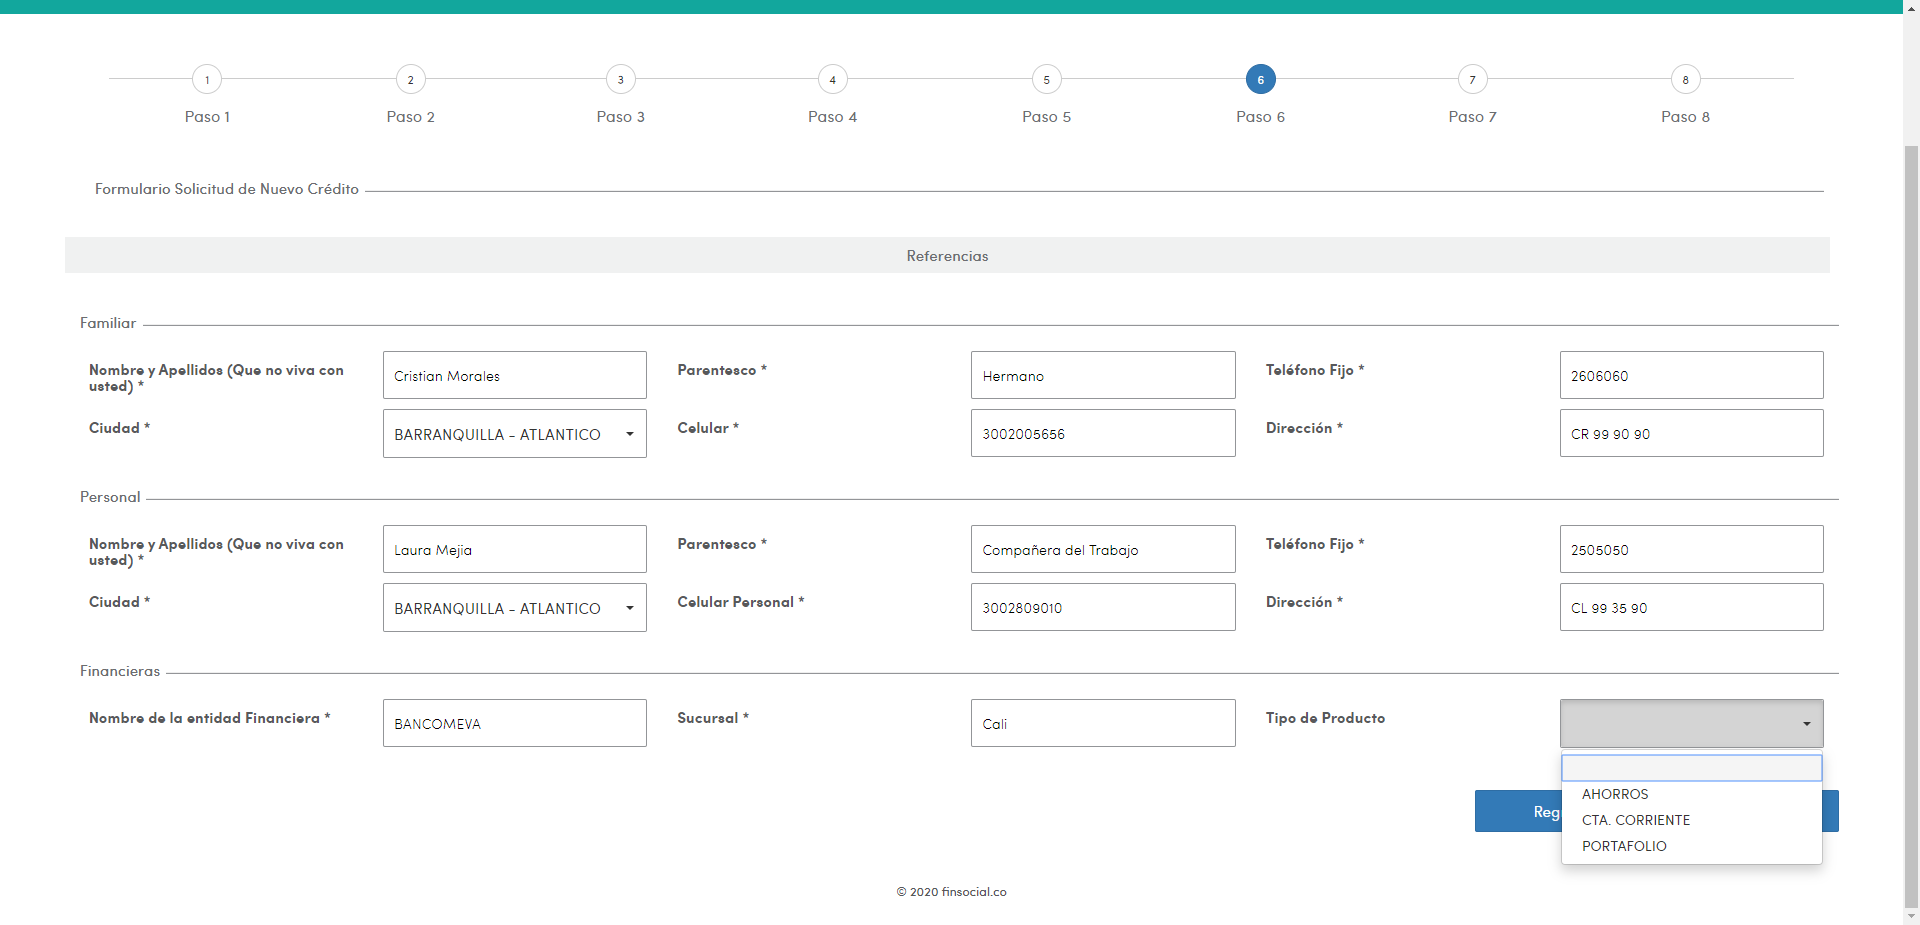 1 2 3 4 5 6 7 8
Paso 1 Paso 2 Paso 3 Paso 4 Paso 5 Paso 6 Paso 7 Paso 8
Formulario Solicitud de Nuevo Crédito
Referencias
Familiar
Nombre y Apellidos (Que no viva con
usted) *
Cristian Morales
Parentesco *
Hermano
Teléfono Fijo *
2606060
Ciudad *
BARRANQUILLA - ATLANTICO
Celular *
3002005656
Dirección *
CR 99 90 90
Personal
Nombre y Apellidos (Que no viva con
usted) *
Laura Mejia
Parentesco *
Compañera del Trabajo
Teléfono Fijo *
2505050
Ciudad *
BARRANQUILLA - ATLANTICO
Celular Personal *
3002809010
Dirección *
CL 99 35 90
Financieras
Nombre de la entidad Financiera *
BANCOMEVA
Sucursal *
Cali
Tipo de Producto
AHORROS
CTA. CORRIENTE
PORTAFOLIO
© 2020 finsocial.co